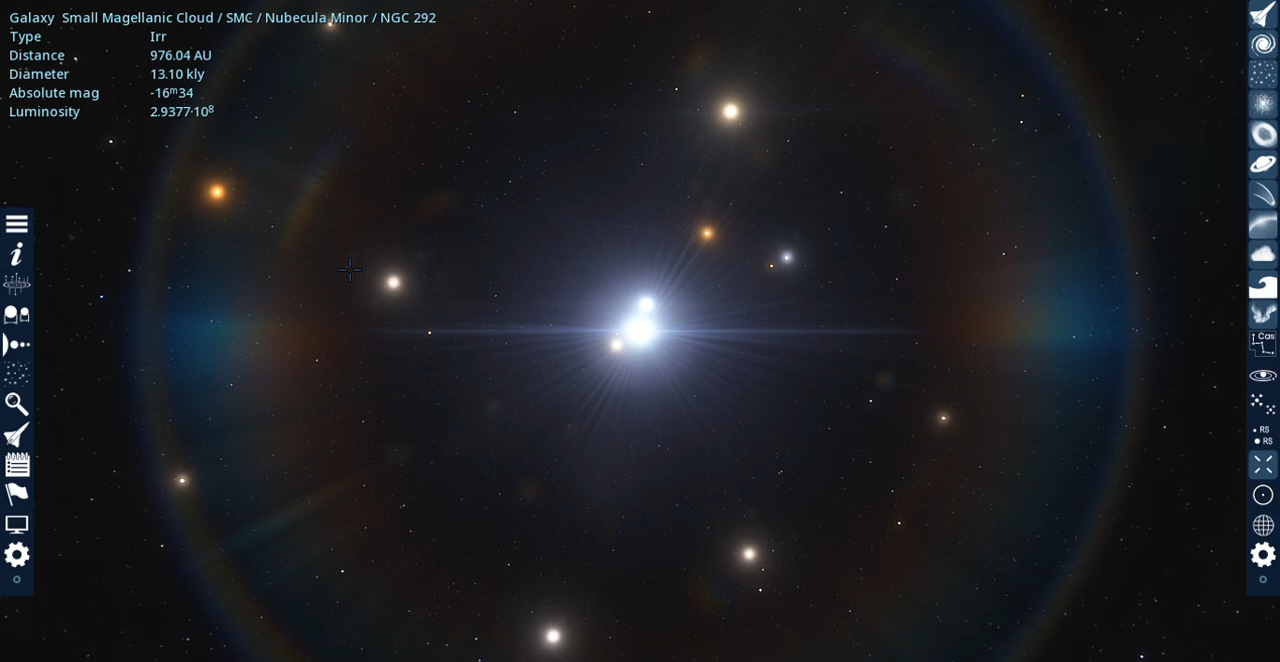 Galaxy Small Magellanic Cloud / SMC / Nubecula Minor / NGC 292
Type Irr
Distance 976.04 AU
Diameter 13.10 kly
Absolute mag -16ᵐ34
Luminosity 2.9377·10⁸
Cas
RS
RS